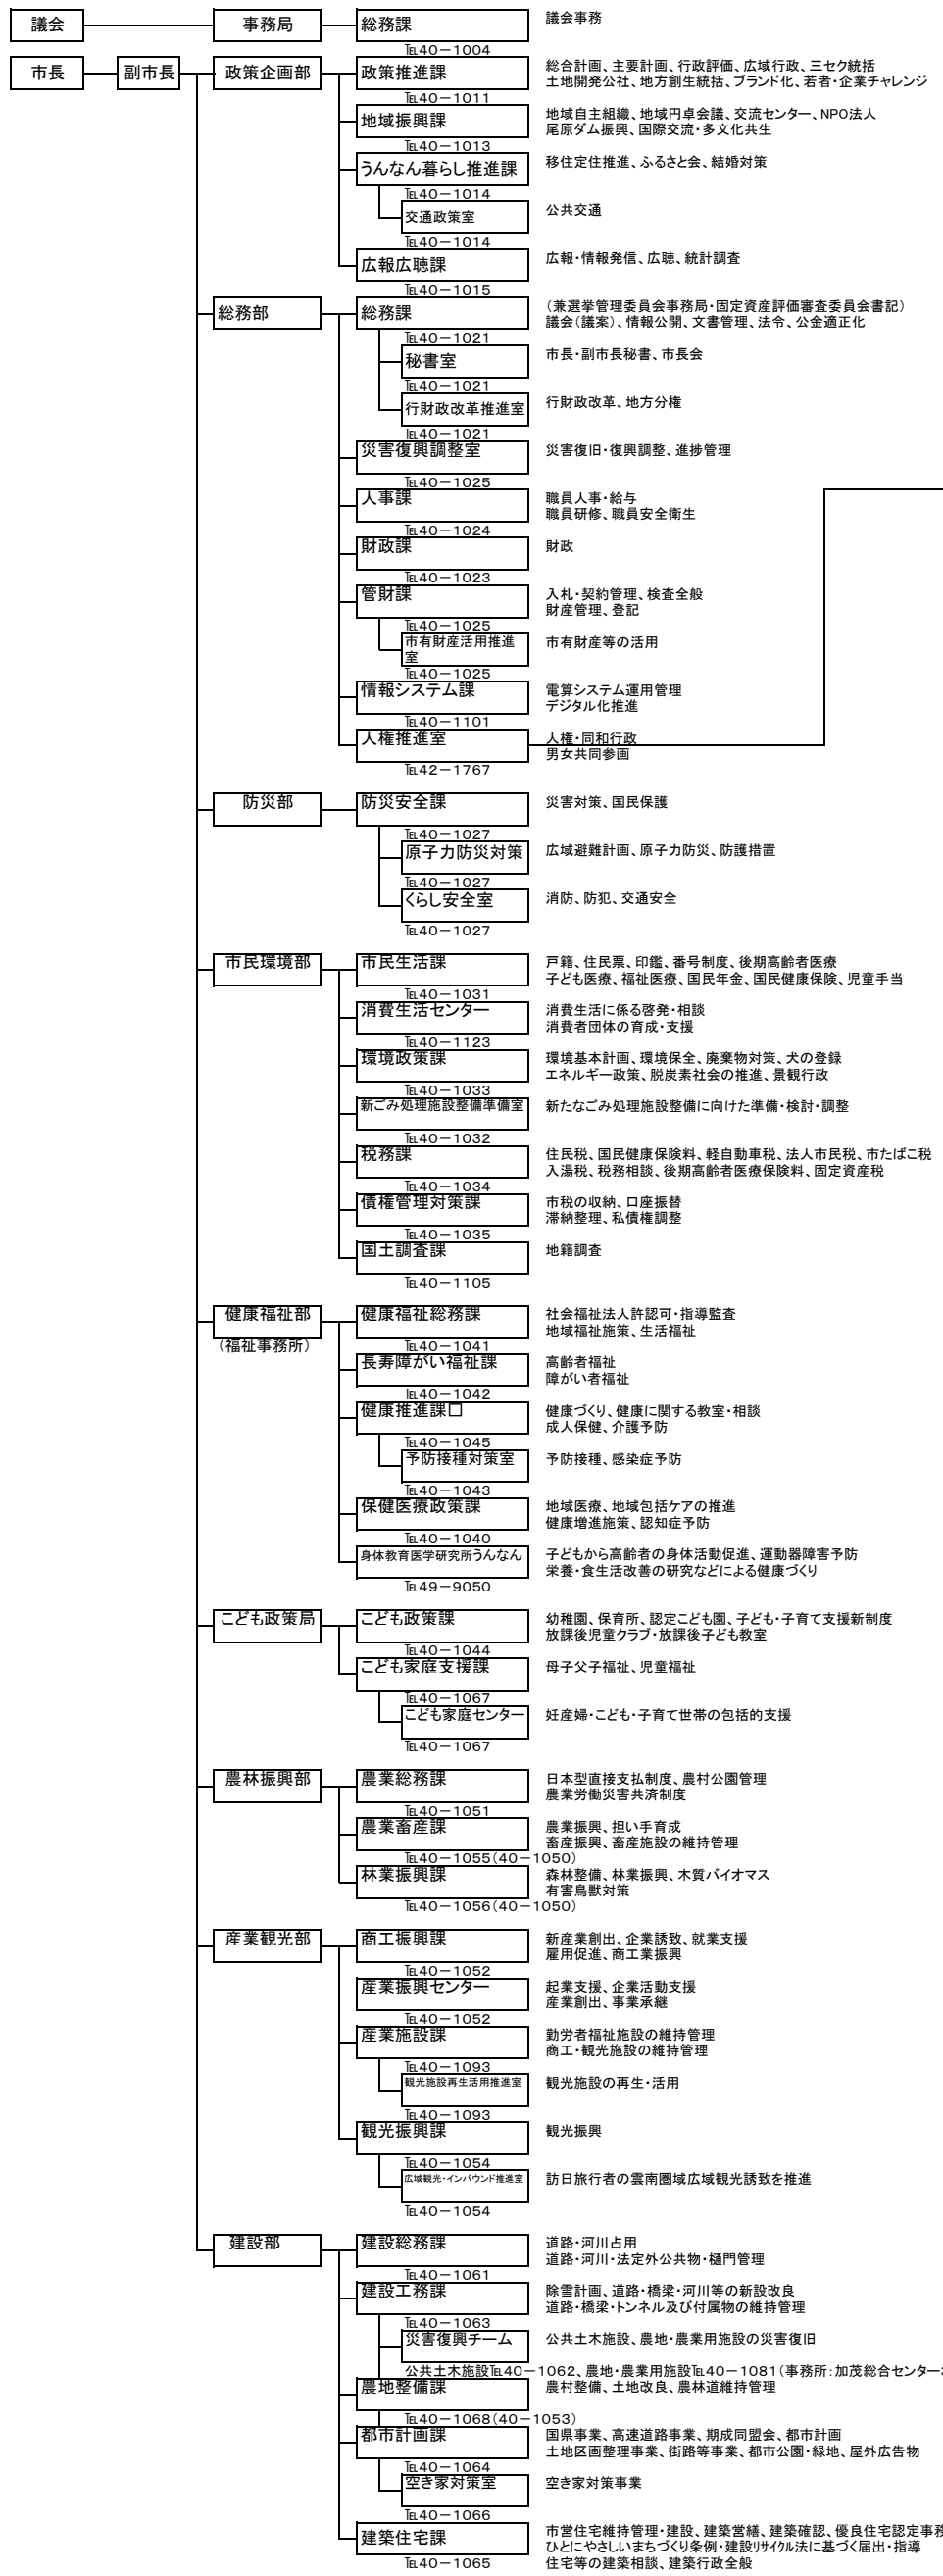 議会 事務局 総務課 議会事務
℡40－1004
市長 副市長 政策企画部 政策推進課 総合計画、主要計画、行政評価、広域行政、三セク統括
土地開発公社、地方創生統括、ブランド化、若者・企業チャレンジ
℡40－1011
地域振興課 地域自主組織、地域円卓会議、交流センター、NPO法人
尾原ダム振興、国際交流・多文化共生
℡40－1013
うんなん暮らし推進課 移住定住推進、ふるさと会、結婚対策
℡40－1014
交通政策室 公共交通
℡40－1014
広報広聴課 広報・情報発信、広聴、統計調査
℡40－1015
総務部 総務課 （兼選挙管理委員会事務局・固定資産評価審査委員会書記）
議会（議案）、情報公開、文書管理、法令、公金適正化
℡40－1021
秘書室 市長・副市長秘書、市長会
℡40－1021
行財政改革推進室 行財政改革、地方分権
℡40－1021
災害復興調整室 災害復旧・復興調整、進捗管理
℡40－1025
人事課 職員人事・給与
職員研修、職員安全衛生
℡40－1024
財政課 財政
℡40－1023
管財課 入札・契約管理、検査全般
財産管理、登記
℡40－1025
市有財産活用推進室 市有財産等の活用
℡40－1025
情報システム課 電算システム運用管理
デジタル化推進
℡40－1101
人権推進室 人権・同和行政
男女共同参画
℡42－1767
防災部 防災安全課 災害対策、国民保護
℡40－1027
原子力防災対策 広域避難計画、原子力防災、防護措置
℡40－1027
くらし安全室 消防、防犯、交通安全
℡40－1027
市民環境部 市民生活課 戸籍、住民票、印鑑、番号制度、後期高齢者医療
子ども医療、福祉医療、国民年金、国民健康保険、児童手当
℡40－1031
消費生活センター 消費生活に係る啓発・相談
消費者団体の育成・支援
℡40－1123
環境政策課 環境基本計画、環境保全、廃棄物対策、犬の登録
エネルギー政策、脱炭素社会の推進、景観行政
℡40－1033
新ごみ処理施設整備準備室 新たなごみ処理施設整備に向けた準備・検討・調整
℡40－1032
税務課 住民税、国民健康保険料、軽自動車税、法人市民税、市たばこ税
入湯税、税務相談、後期高齢者医療保険料、固定資産税
℡40－1034
債権管理対策課 市税の収納、口座振替
滞納整理、私債権調整
℡40－1035
国土調査課 地籍調査
℡40－1105
健康福祉部 健康福祉総務課 社会福祉法人許認可・指導監査
（福祉事務所） 地域福祉施策、生活福祉
℡40－1041
長寿障がい福祉課 高齢者福祉
障がい者福祉
℡40－1042
健康推進課□ 健康づくり、健康に関する教室・相談
成人保健、介護予防
℡40－1045
予防接種対策室 予防接種、感染症予防
℡40－1043
保健医療政策課 地域医療、地域包括ケアの推進
健康増進施策、認知症予防
℡40－1040
身体教育医学研究所うんなん 子どもから高齢者の身体活動促進、運動器障害予防
栄養・食生活改善の研究などによる健康づくり
℡49－9050
こども政策局 こども政策課 幼稚園、保育所、認定こども園、子ども・子育て支援新制度
放課後児童クラブ・放課後子ども教室
℡40－1044
こども家庭支援課 母子父子福祉、児童福祉
℡40－1067
こども家庭センター 妊産婦・こども・子育て世帯の包括的支援
℡40－1067
農林振興部 農業総務課 日本型直接支払制度、農村公園管理
農業労働災害共済制度
℡40－1051
農業畜産課 農業振興、担い手育成
畜産振興、畜産施設の維持管理
℡40－1055（40－1050）
林業振興課 森林整備、林業振興、木質バイオマス
有害鳥獣対策
℡40－1056（40－1050）
産業観光部 商工振興課 新産業創出、企業誘致、就業支援
雇用促進、商工業振興
℡40－1052
産業振興センター 起業支援、企業活動支援
産業創出、事業承継
℡40－1052
産業施設課 勤労者福祉施設の維持管理
商工・観光施設の維持管理
℡40－1093
観光施設再生活用推進室 観光施設の再生・活用
℡40－1093
観光振興課 観光振興
℡40－1054
広域観光・インバウンド推進室 訪日旅行者の雲南圏域広域観光誘致を推進
℡40－1054
建設部 建設総務課 道路・河川占用
道路・河川・法定外公共物・樋門管理
℡40－1061
建設工務課 除雪計画、道路・橋梁・河川等の新設改良
道路・橋梁・トンネル及び付属物の維持管理
℡40－1063
災害復興チーム 公共土木施設、農地・農業用施設の災害復旧
公共土木施設℡40－1062、農地・農業用施設℡40－1081（事務所：加茂総合センター
農地整備課 農村整備、土地改良、農林道維持管理
℡40－1068（40－1053）
都市計画課 国県事業、高速道路事業、期成同盟会、都市計画
土地区画整理事業、街路等事業、都市公園・緑地、屋外広告物
℡40－1064
空き家対策室 空き家対策事業
℡40－1066
建築住宅課 市営住宅維持管理・建設、建築営繕、建築確認、優良住宅認定事務
ひとにやさしいまちづくり条例・建設ﾘｻｲｸﾙ法に基づく届出・指導
℡40－1065 住宅等の建築相談、建築行政全般